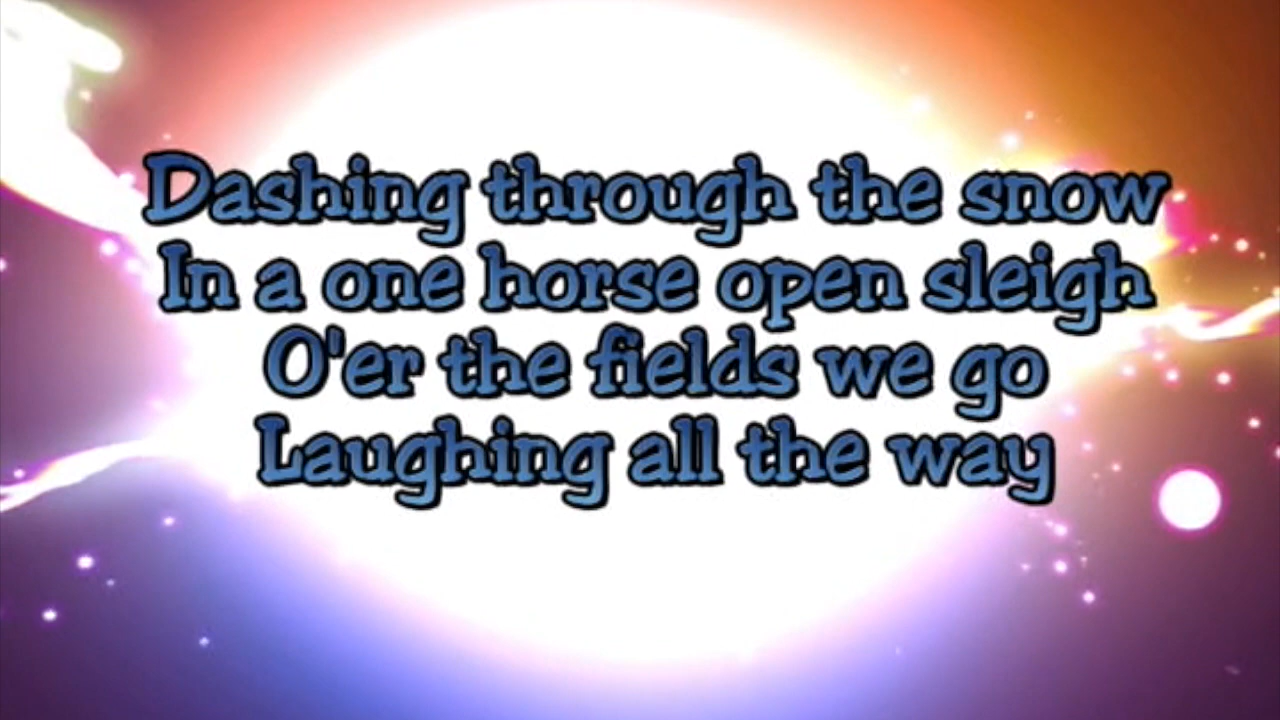 Dashing through the snow
In a one horse open sleigh
O'er the fields we go
Laughing all the way